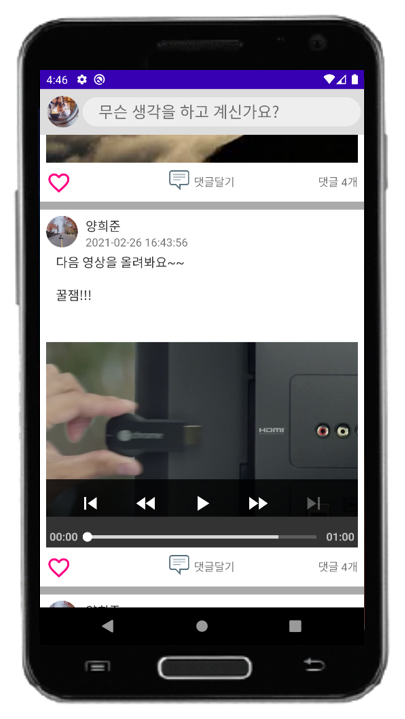 4:46
무슨 생각을 하고 계신가요?
댓글달기
댓글 4개
양희준
2021-02-26 16:43:56
다음 영상을 올려봐요~~
꿀잼!!!
HDMI
00:00
01:00
댓글달기
댓글 4개